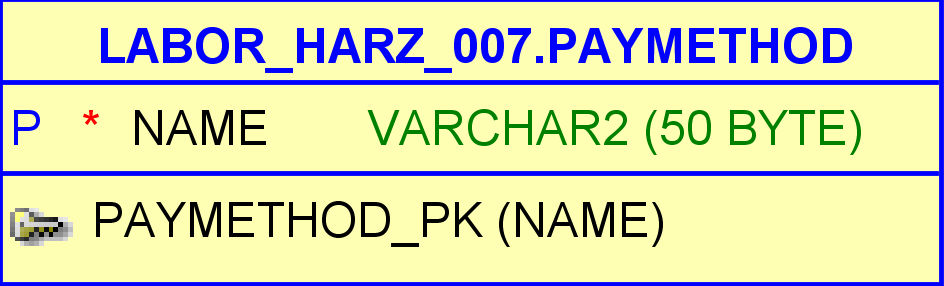 LABOR_HARZ_007.PAYMETHOD
P * NAME VARCHAR2 (50 BYTE)
PAYMETHOD_PK (NAME)